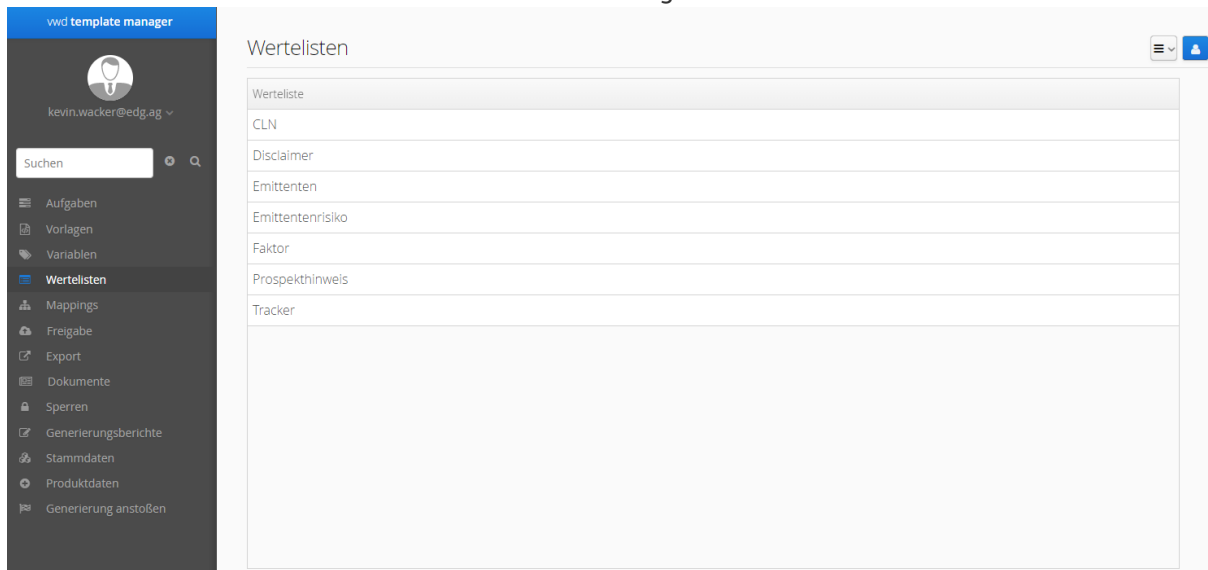 vwd template manager
kevin.wacker@edg.ag
Suchen
Aufgaben
Vorlagen
Variablen
Wertelisten
Mappings
Freigabe
Export
Dokumente
Sperren
Generierungsberichte
Stammdaten
Produktdaten
Generierung anstoßen
Wertelisten
Werteliste
CLN
Disclaimer
Emittenten
Emittentenrisiko
Faktor
Prospekthinweis
Tracker